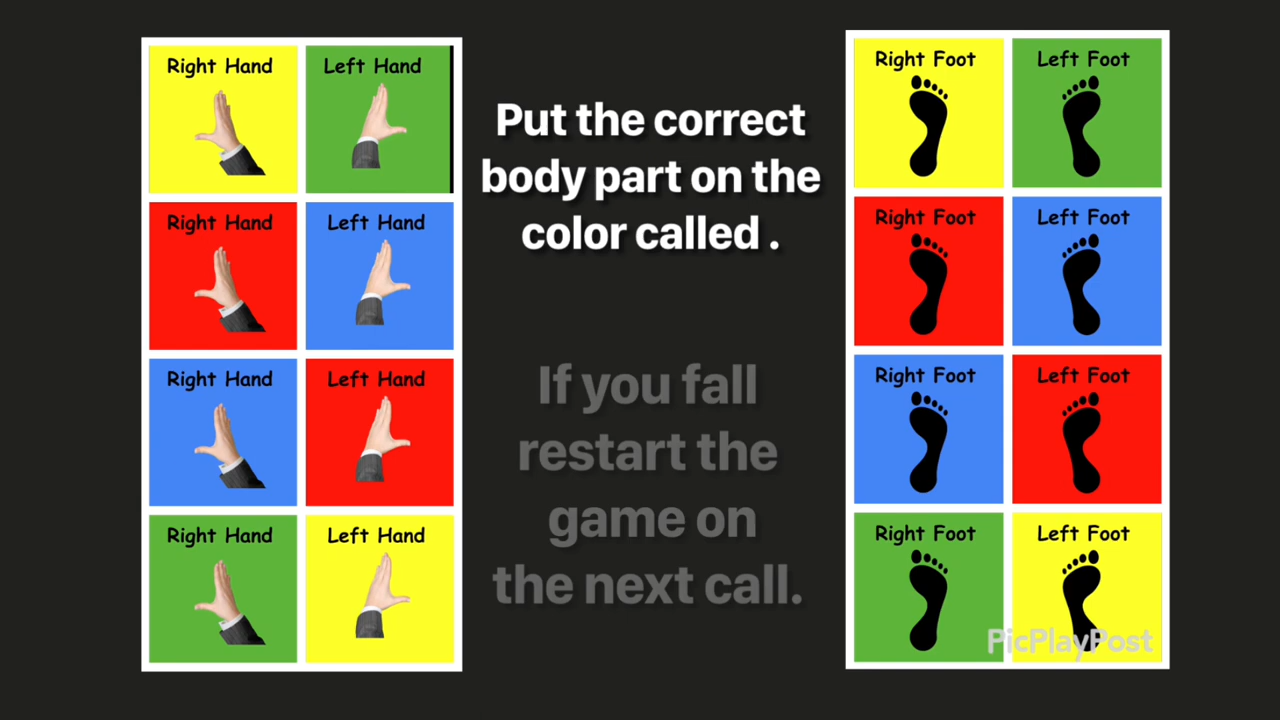 Right Hand
Left Hand
Right Hand
Left Hand
Right Hand
Left Hand
Right Hand
Left Hand
Put the correct
body part on the
color called .
If you fall
restart the
game on
the next call.
Right Foot
Left Foot
Right Foot
Left Foot
Right Foot
Left Foot
Right Foot
Left Foot
PicPlayPost